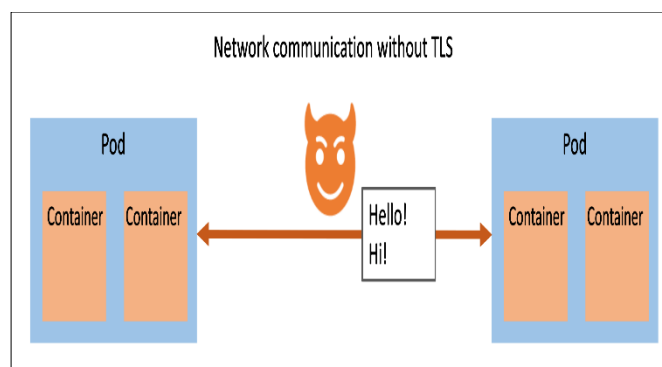 Network communication without TLS
Pod
Container Container
Hello!
Hi!
Pod
Container Container